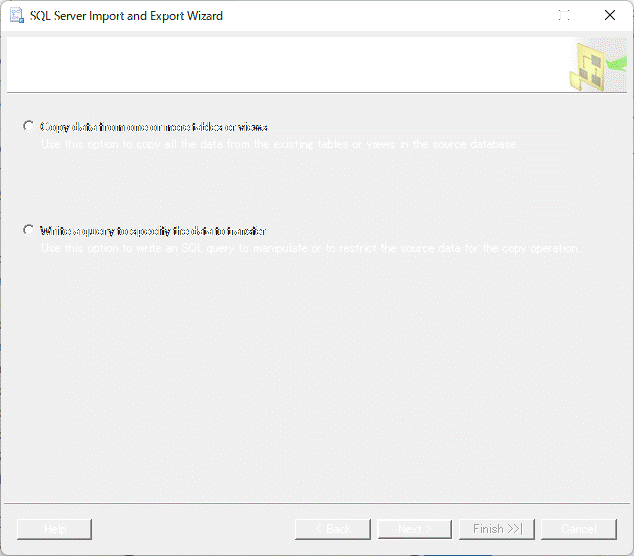 SQL Server Import and Export Wizard
Copy data from one or more tables or views
Use this option to copy all the data from the existing tables or views in the source database.
Write a query to specify the data to transfer
Use this option to write an SQL query to manipulate or to restrict the source data for the copy operation.
Help
< Back
Next >
Finish >>|
Cancel